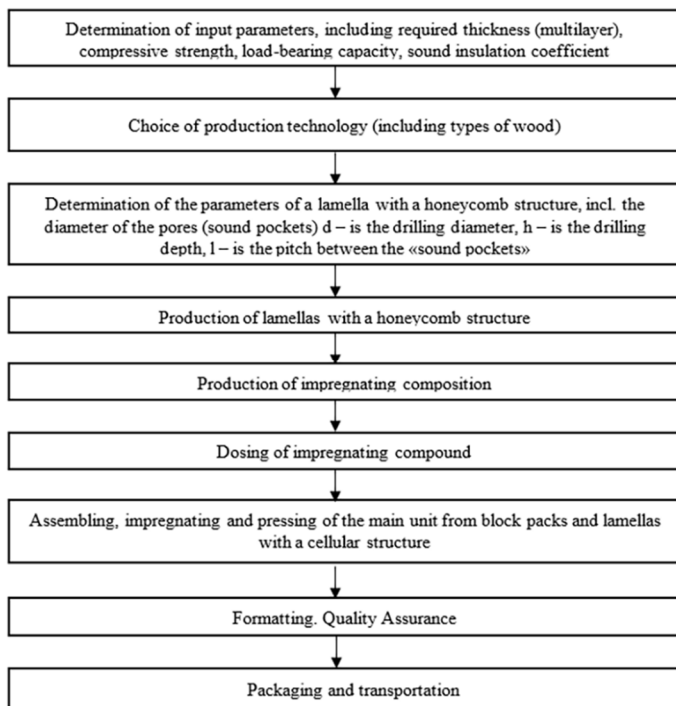 Determination of input parameters, including required thickness (multilayer),
compressive strength, load-bearing capacity, sound insulation coefficient
Choice of production technology (including types of wood)
Determination of the parameters of a lamella with a honeycomb structure, incl. the
diameter of the pores (sound pockets) d – is the drilling diameter, h – is the drilling
depth, l – is the pitch between the «sound pockets»
Production of lamellas with a honeycomb structure
Production of impregnating composition
Dosing of impregnating compound
Assembling, impregnating and pressing of the main unit from block packs and lamellas
with a cellular structure
Formatting. Quality Assurance
Packaging and transportation